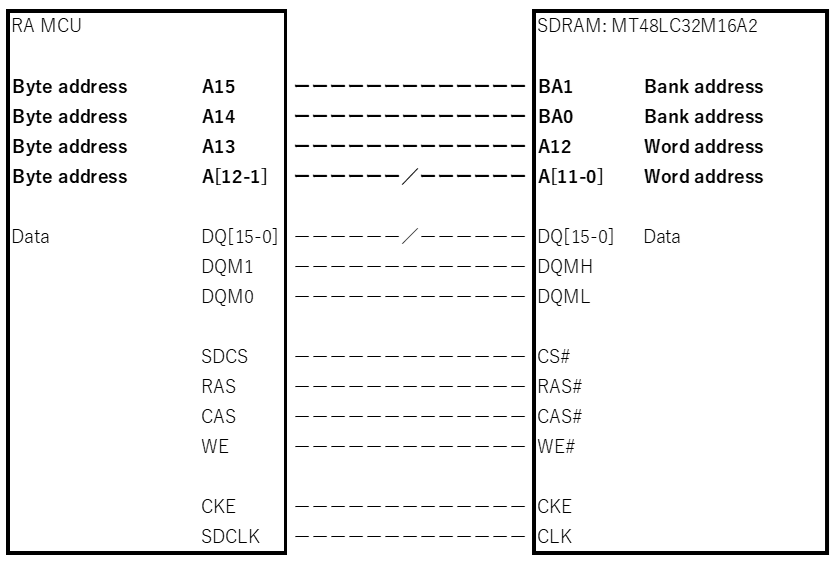 RA MCU SDRAM: MT48LC32M16A2
Byte address A15 BA1 Bank address
Byte address A14 BA0 Bank address
Byte address A13 A12 Word address
Byte address A[12-1] A[11-0] Word address
Data DQ[15-0] DQ[15-0] Data
DQM1 DQMH
DQM0 DQML
SDCS CS#
RAS RAS#
CAS CAS#
WE WE#
CKE CKE
SDCLK CLK